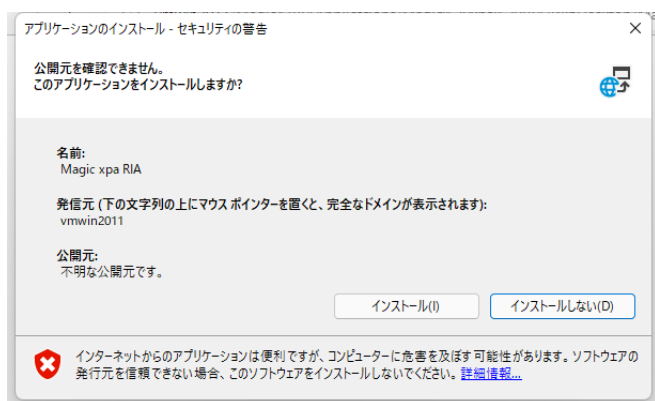 アプリケーションのインストール - セキュリティの警告
公開元を確認できません。
このアプリケーションをインストールしますか?
名前:
Magic xpa RIA
発信元 (下の文字列の上にマウス ポインターを置くと、完全なドメインが表示されます):
vmwin2011
公開元:
不明な公開元です。
インストール(I)
インストールしない(D)
インターネットからのアプリケーションは便利ですが、コンピューターに危害を及ぼす可能性があります。ソフトウェアの
発行元を信頼できない場合、このソフトウェアをインストールしないでください。詳細情報...